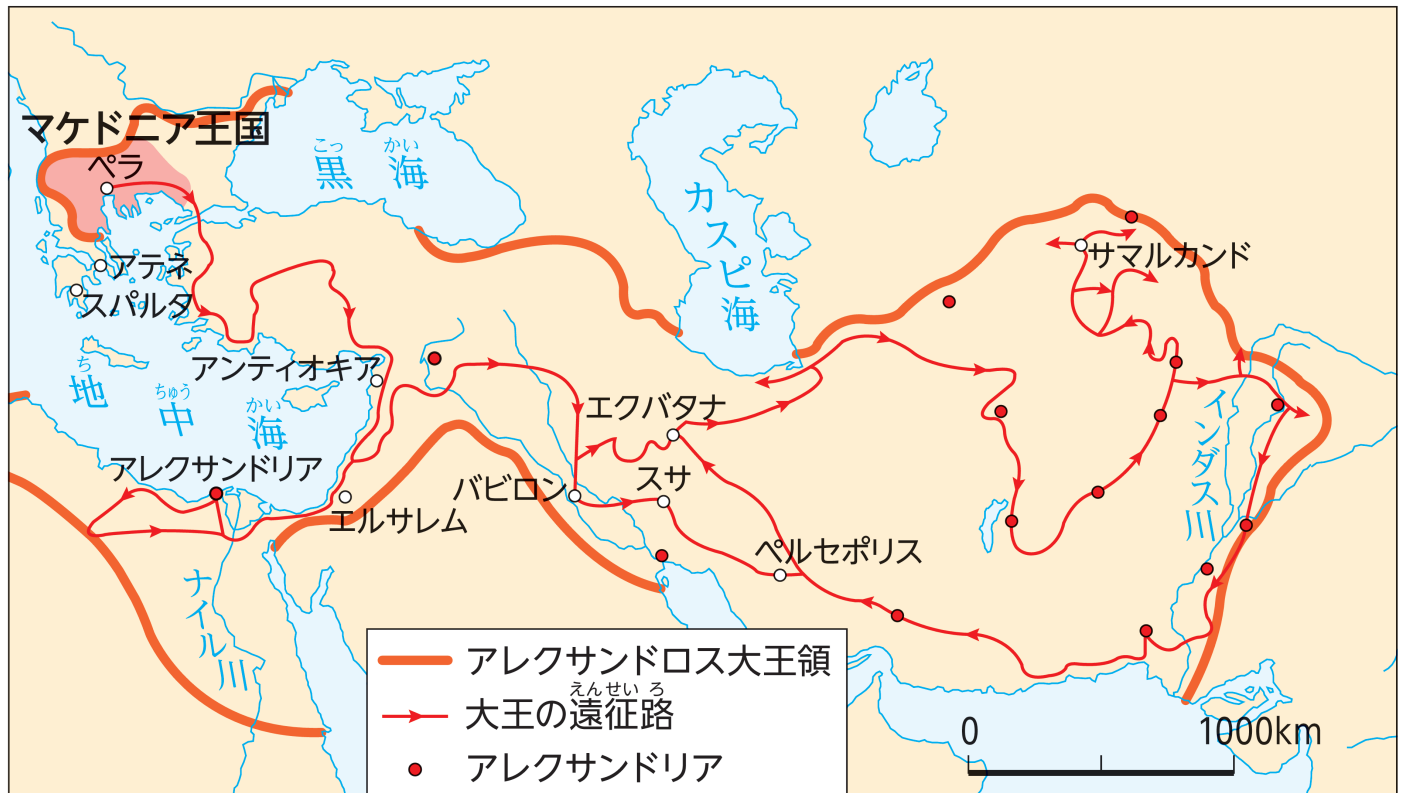 マケドニア王国
ペラ
こっ かい
黒海
カスピ海
サマルカンド
アテネ
スパルタ
アンティオキア
ち ちゅう かい
地中海
エクバタナ
インダス川
アレクサンドリア
バビロン
スサ
エルサレム
ペルセポリス
ナイル川
アレクサンドロス大王領
えんせい ろ
大王の遠征路
アレクサンドリア
0 1000km